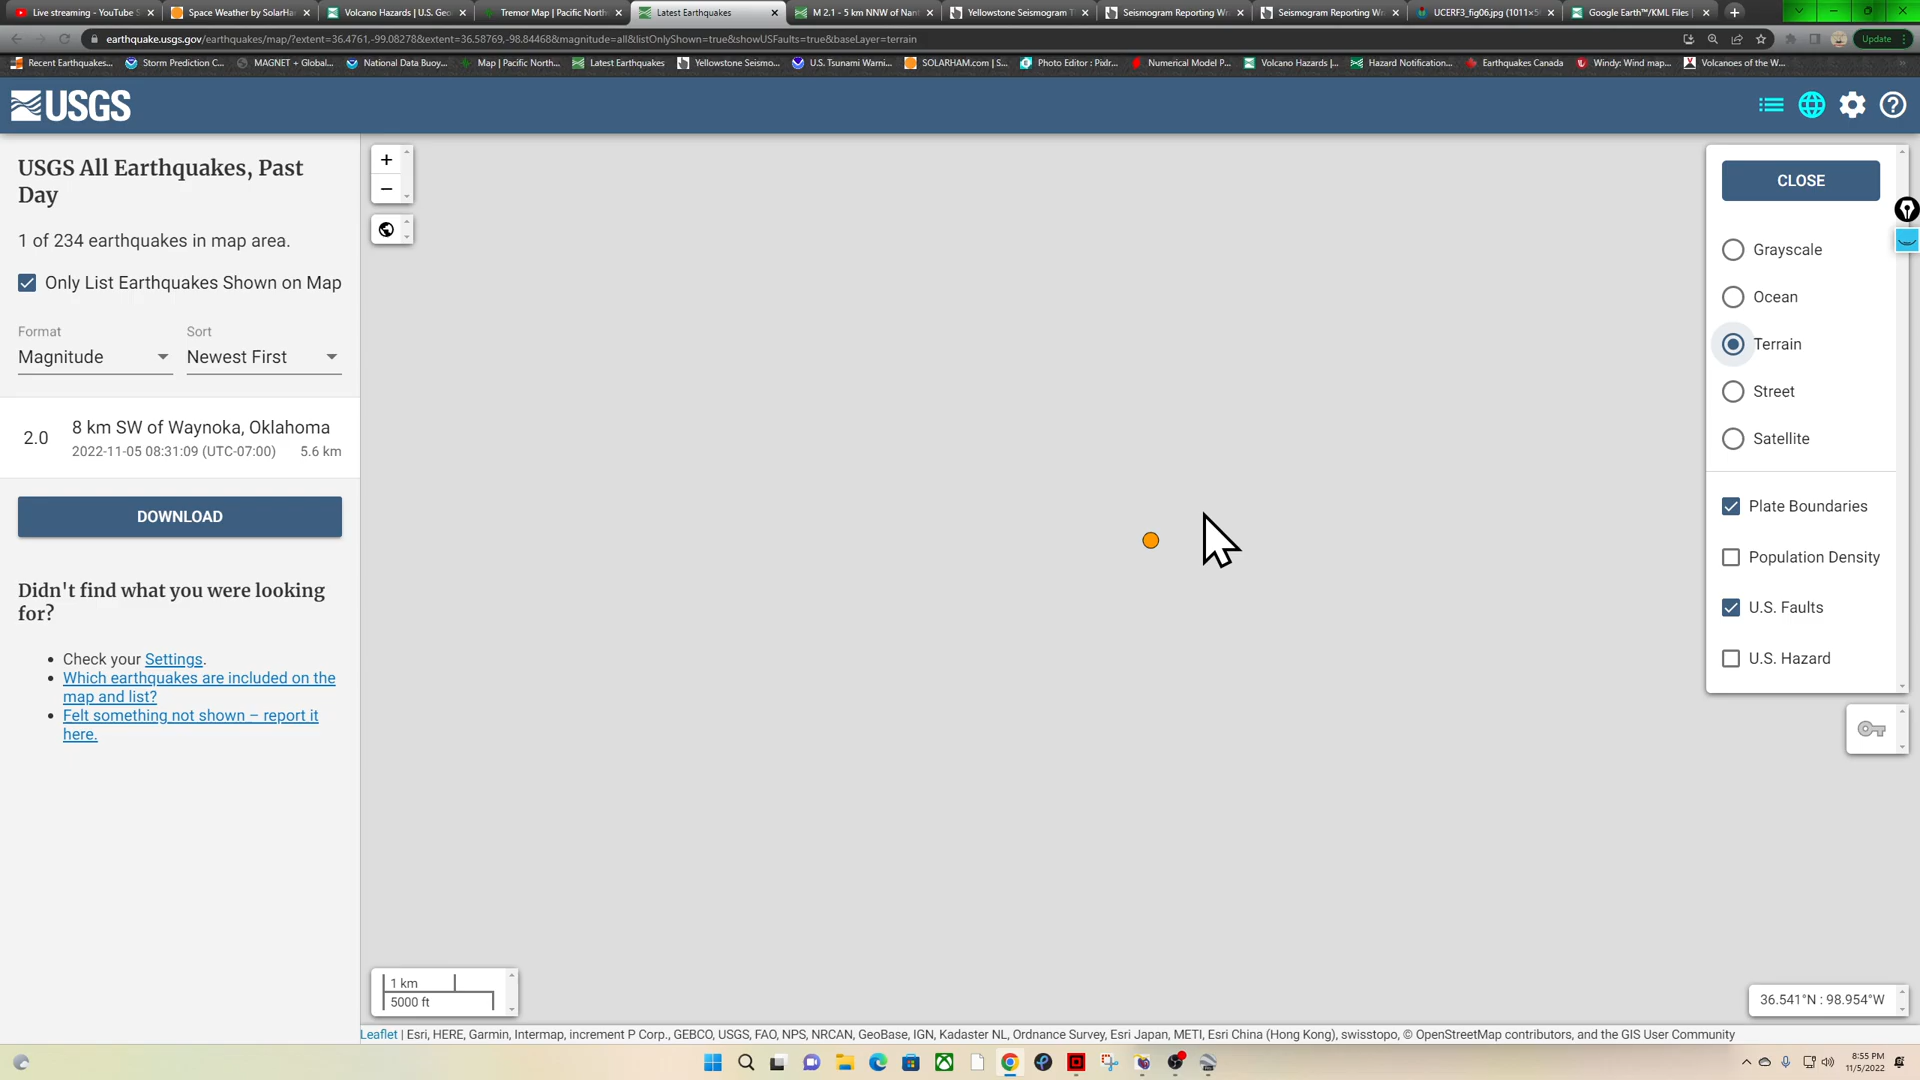 Live streaming - YouTube S
Space Weather by SolarHa
Volcano Hazards | U.S. Geo
Tremor Map | Pacific North
Latest Earthquakes
M 2.1 - 5 km NNW of Nan
Yellowstone Seismogram T
Seismogram Reporting Wr
Seismogram Reporting Wr
UCERF3_fig06.jpg (1011×5
Google Earth™/KML Files |
earthquake.usgs.gov/earthquakes/map/?extent=36.4761,-99.08278&extent=36.58769,-98.84468&magnitude=all&listOnlyShown=true&showUSFaults=true&baseLayer=terrain
Update
Recent Earthquakes...
Storm Prediction C...
MAGNET + Global...
National Data Buoy...
Map | Pacific North...
Latest Earthquakes
Yellowstone Seismo...
U.S. Tsunami Warni...
SOLARHAM.com | S...
Photo Editor : Pixlr...
Numerical Model P...
Volcano Hazards |...
Hazard Notification...
Earthquakes Canada
Windy: Wind map...
Volcanoes of the W...
USGS
USGS All Earthquakes, Past
Day
1 of 234 earthquakes in map area.
Only List Earthquakes Shown on Map
Format
Sort
Magnitude
Newest First
2.0
8 km SW of Waynoka, Oklahoma
2022-11-05 08:31:09 (UTC-07:00) 5.6 km
DOWNLOAD
Didn't find what you were looking
for?
Check your Settings.
Which earthquakes are included on the
map and list?
Felt something not shown – report it
here.
+
−
CLOSE
Grayscale
Ocean
Terrain
Street
Satellite
Plate Boundaries
Population Density
U.S. Faults
U.S. Hazard
1 km
5000 ft
36.541°N : 98.954°W
Leaflet | Esri, HERE, Garmin, Intermap, increment P Corp., GEBCO, USGS, FAO, NPS, NRCAN, GeoBase, IGN, Kadaster NL, Ordnance Survey, Esri Japan, METI, Esri China (Hong Kong), swisstopo, © OpenStreetMap contributors, and the GIS User Community
8:55 PM
11/5/2022